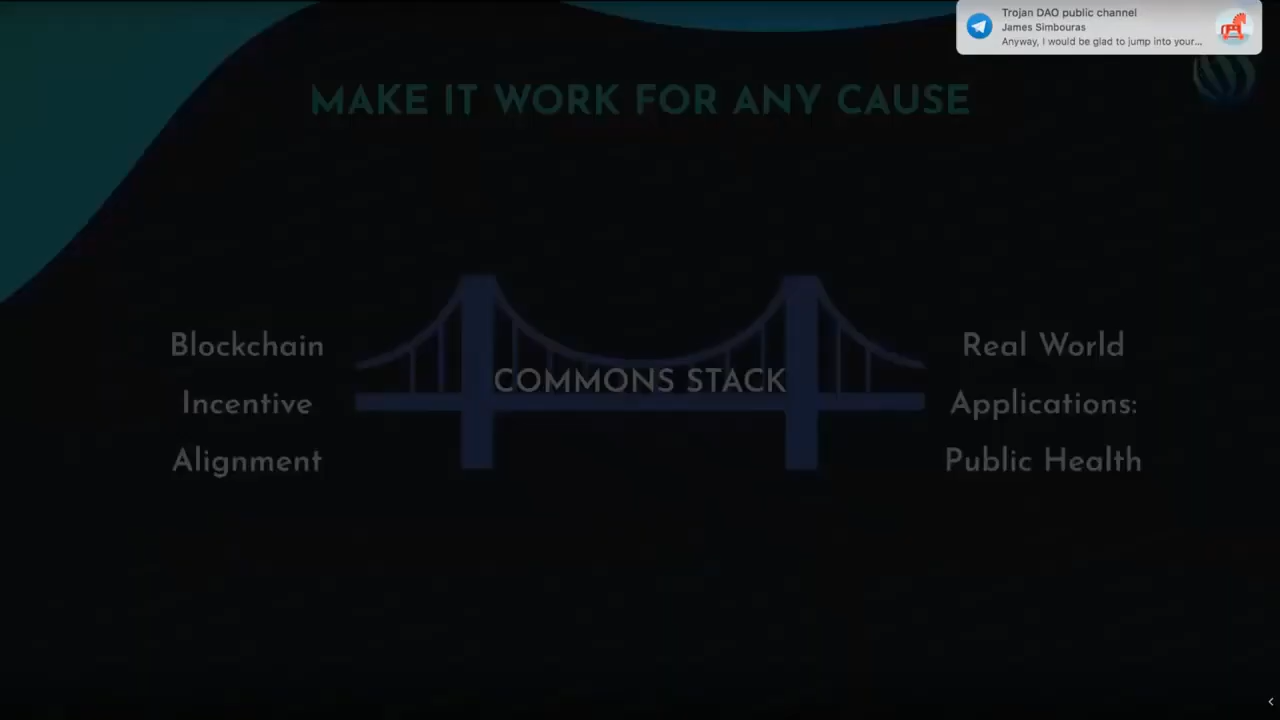 Trojan DAO public channel
James Simbouras
Anyway, I would be glad to jump into your...
MAKE IT WORK FOR ANY CAUSE
Blockchain
Incentive
Alignment
COMMONS STACK
Real World
Applications:
Public Health